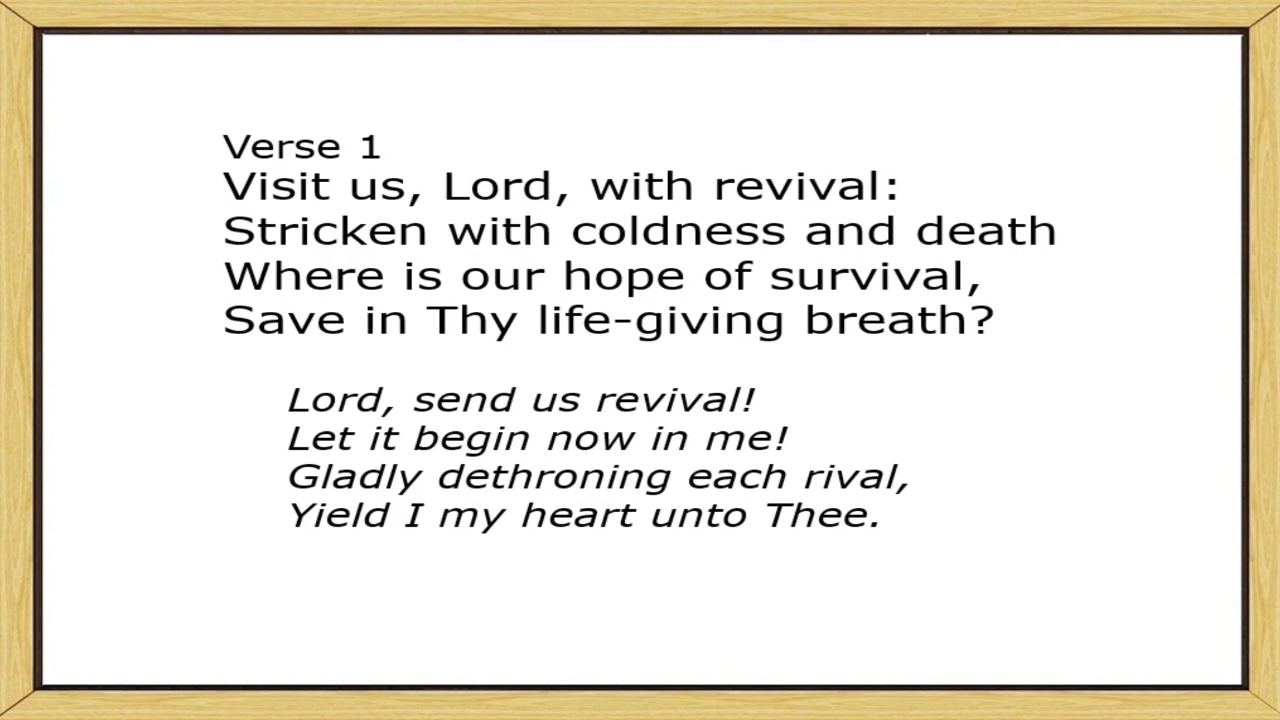 Verse 1
Visit us, Lord, with revival:
Stricken with coldness and death
Where is our hope of survival,
Save in Thy life-giving breath?
Lord, send us revival!
Let it begin now in me!
Gladly dethroning each rival,
Yield I my heart unto Thee.